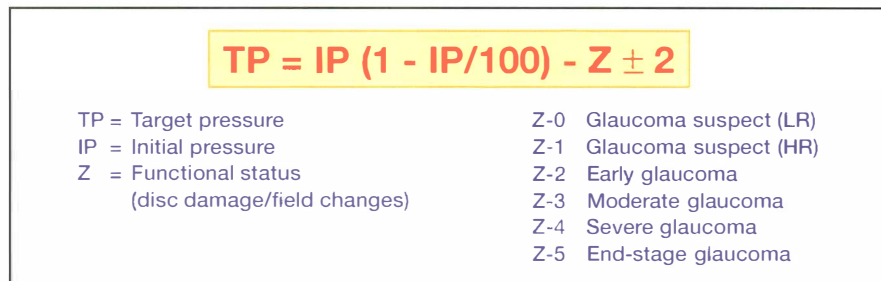 TP = IP (1 - IP/100) - Z ± 2
TP = Target pressure
IP = Initial pressure
Z = Functional status
(disc damage/field changes)
Z-0 Glaucoma suspect (LR)
Z-1 Glaucoma suspect (HR)
Z-2 Early glaucoma
Z-3 Moderate glaucoma
Z-4 Severe glaucoma
Z-5 End-stage glaucoma